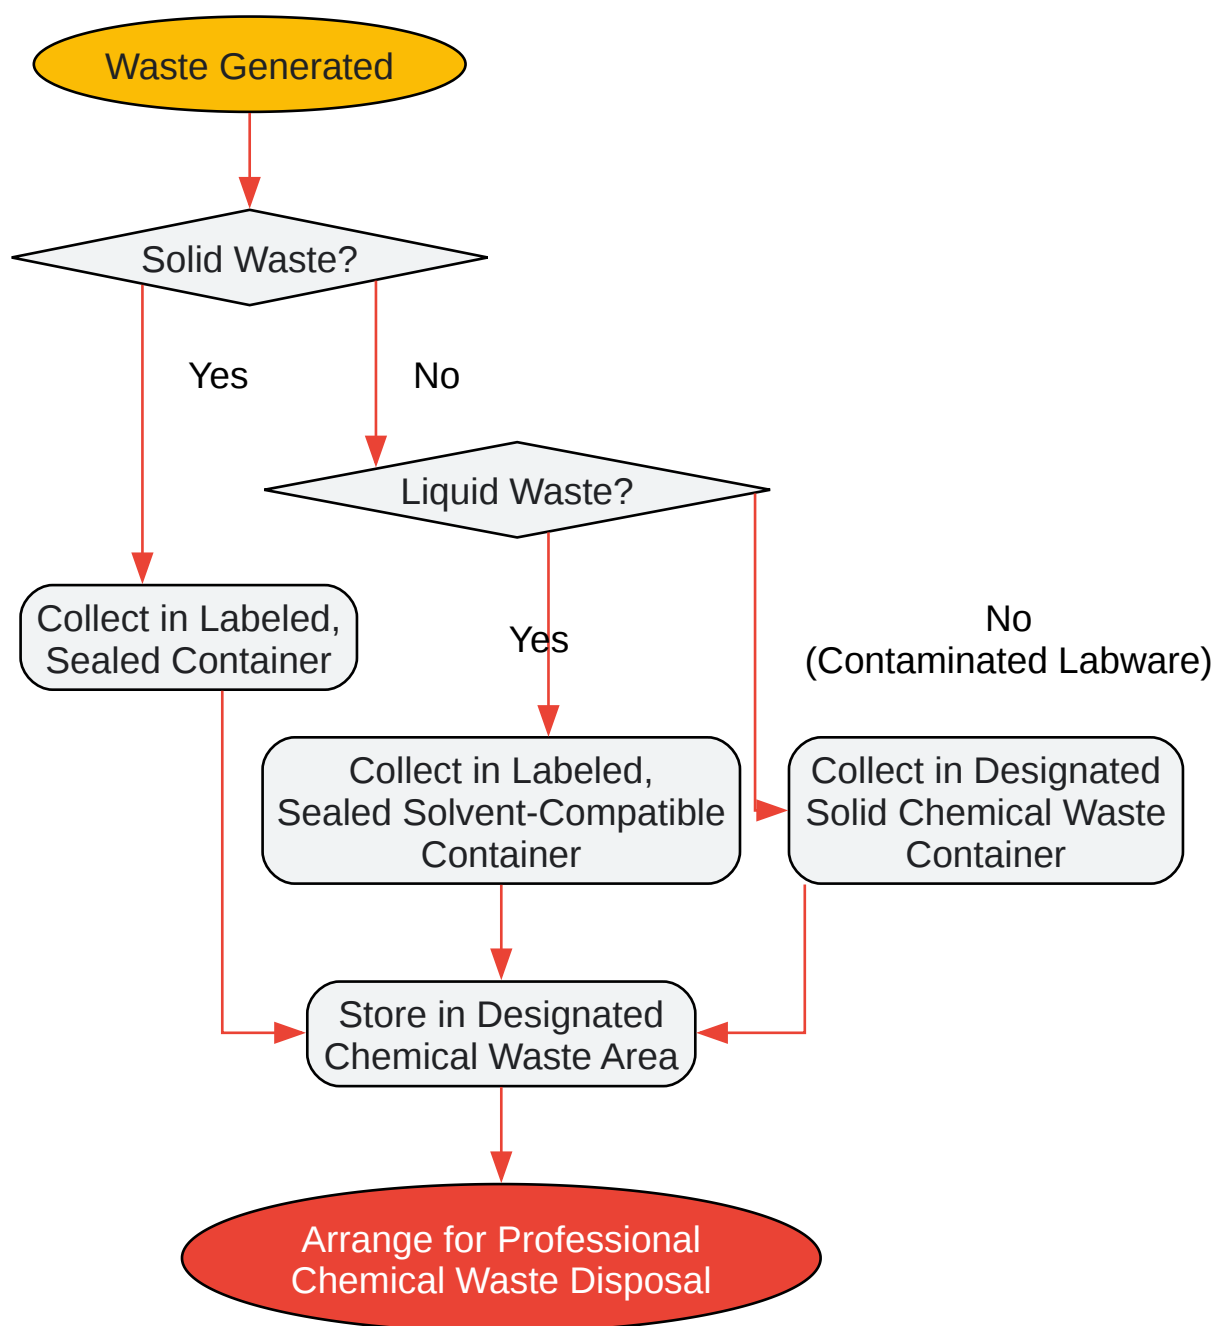 Waste Generated
Solid Waste?
Yes
No
Liquid Waste?
Collect in Labeled,
Sealed Container
Yes
No
(Contaminated Labware)
Collect in Labeled,
Sealed Solvent-Compatible
Container
Collect in Designated
Solid Chemical Waste
Container
Store in Designated
Chemical Waste Area
Arrange for Professional
Chemical Waste Disposal